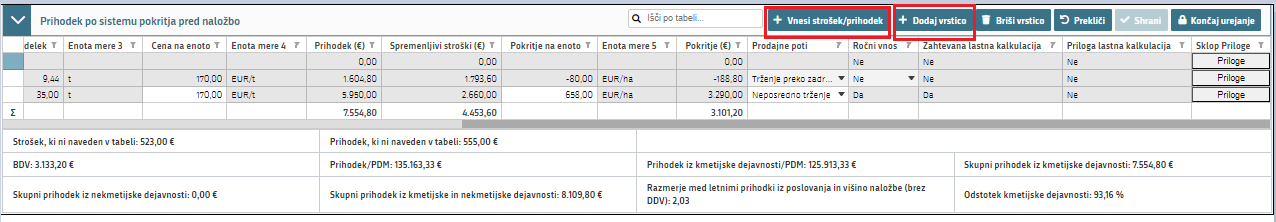 Prihodek po sistemu pokritja pred naložbo Išči po tabeli... + Vnesi strošek/prihodek + Dodaj vrstico Briši vrstico Prekliči Shrani Končaj urejanje
delek Enota mere 3 Cena na enoto Enota mere 4 Prihodek (€) Spremenljivi stroški (€) Pokritje na enoto Enota mere 5 Pokritje (€) Prodajne poti Ročni vnos Zahtevana lastna kalkulacija Priloga lastna kalkulacija Sklop Priloge
0,00 0,00 0,00 Ne Ne Ne Priloge
9,44 t 170,00 EUR/t 1.604,80 1.793,60 -80,00 EUR/ha -188,80 Trženje preko zadr... Ne Ne Ne Priloge
35,00 t 170,00 EUR/t 5.950,00 2.660,00 658,00 EUR/ha 3.290,00 Neposredno trženje Da Da Ne Priloge
Σ 7.554,80 4.453,60 3.101,20
Strošek, ki ni naveden v tabeli: 523,00 € Prihodek, ki ni naveden v tabeli: 555,00 €
BDV: 3.133,20 € Prihodek/PDM: 135.163,33 € Prihodek iz kmetijske dejavnosti/PDM: 125.913,33 € Skupni prihodek iz kmetijske dejavnosti: 7.554,80 €
Skupni prihodek iz nekmetijske dejavnosti: 0,00 € Skupni prihodek iz kmetijske in nekmetijske dejavnosti: 8.109,80 € Razmerje med letnimi prihodki iz poslovanja in višino naložbe (brez
DDV): 2,03 Odstotek kmetijske dejavnosti: 93,16 %